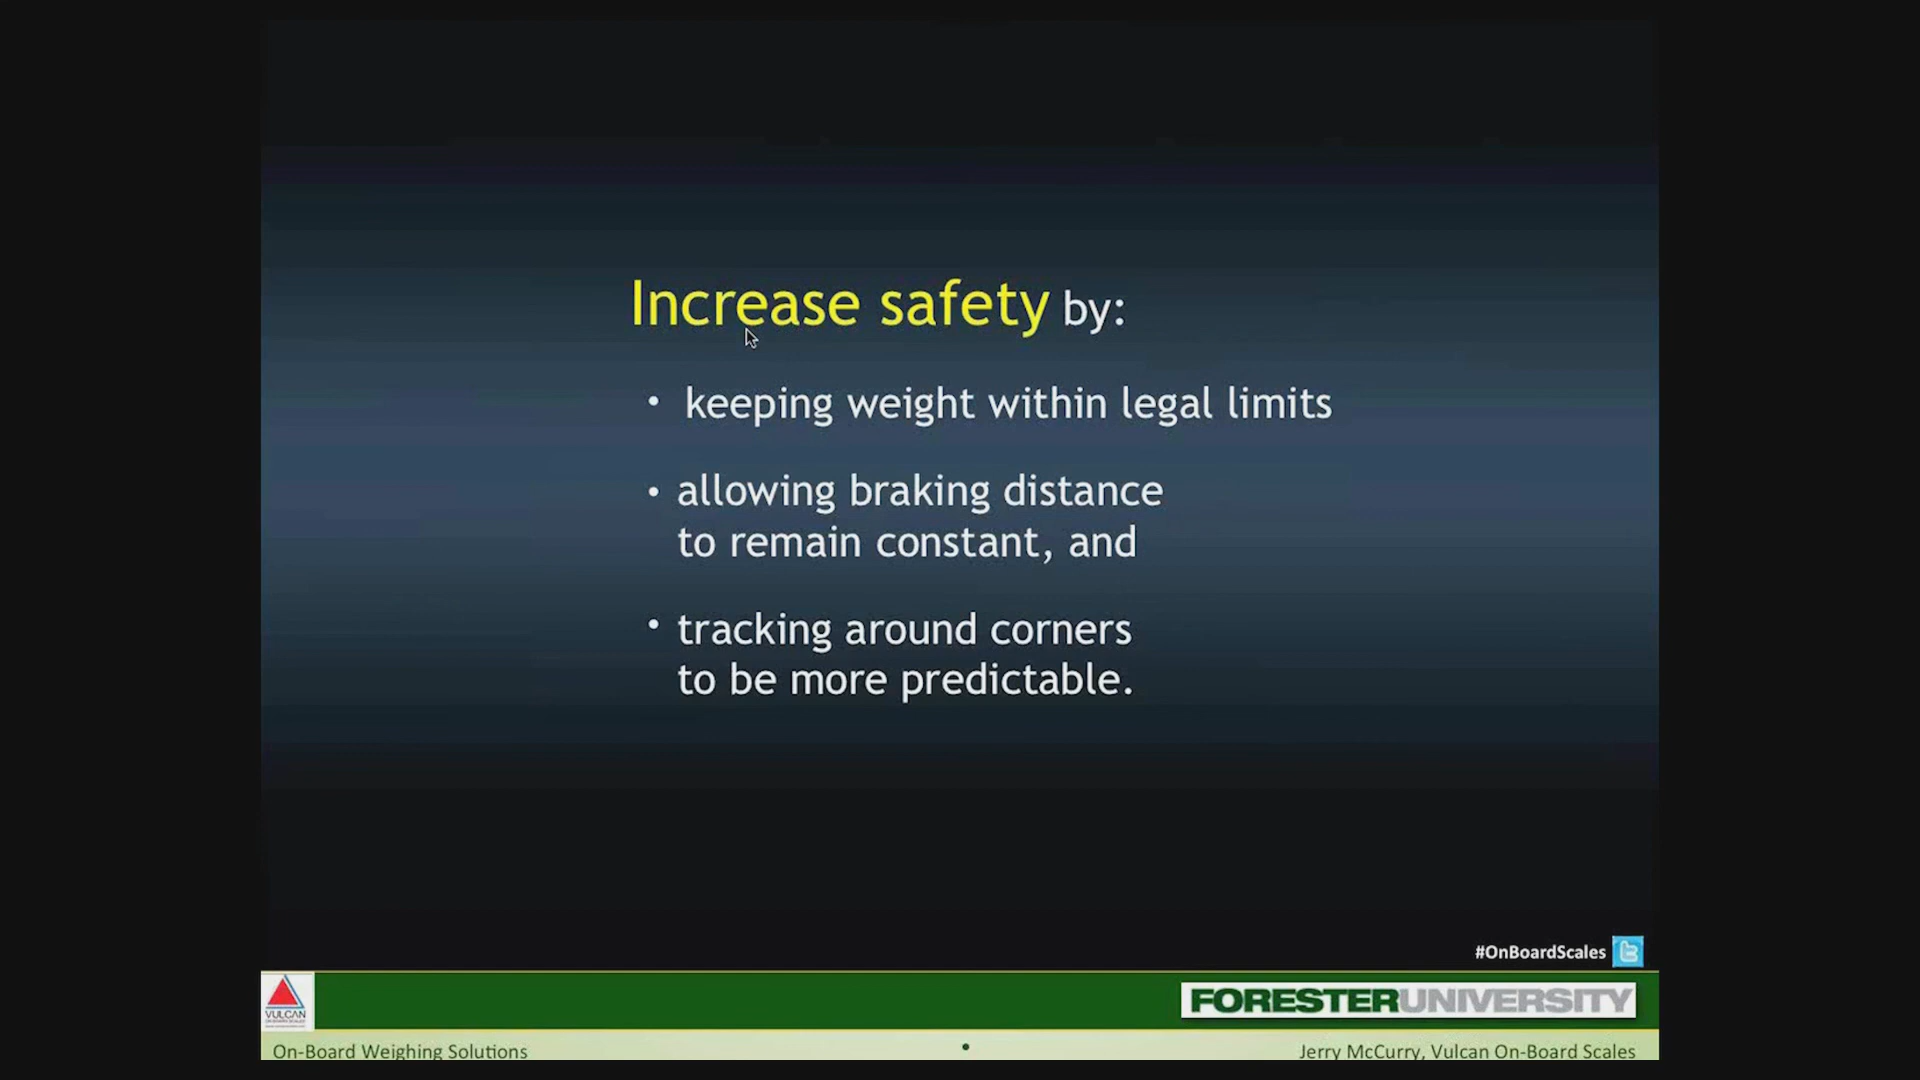 Increase safety by:
• keeping weight within legal limits
• allowing braking distance
to remain constant, and
• tracking around corners
to be more predictable.
#OnBoardScales
VULCAN
FORESTERUNIVERSITY
On-Board Weighing Solutions
Jerry McCurry, Vulcan On-Board Scales